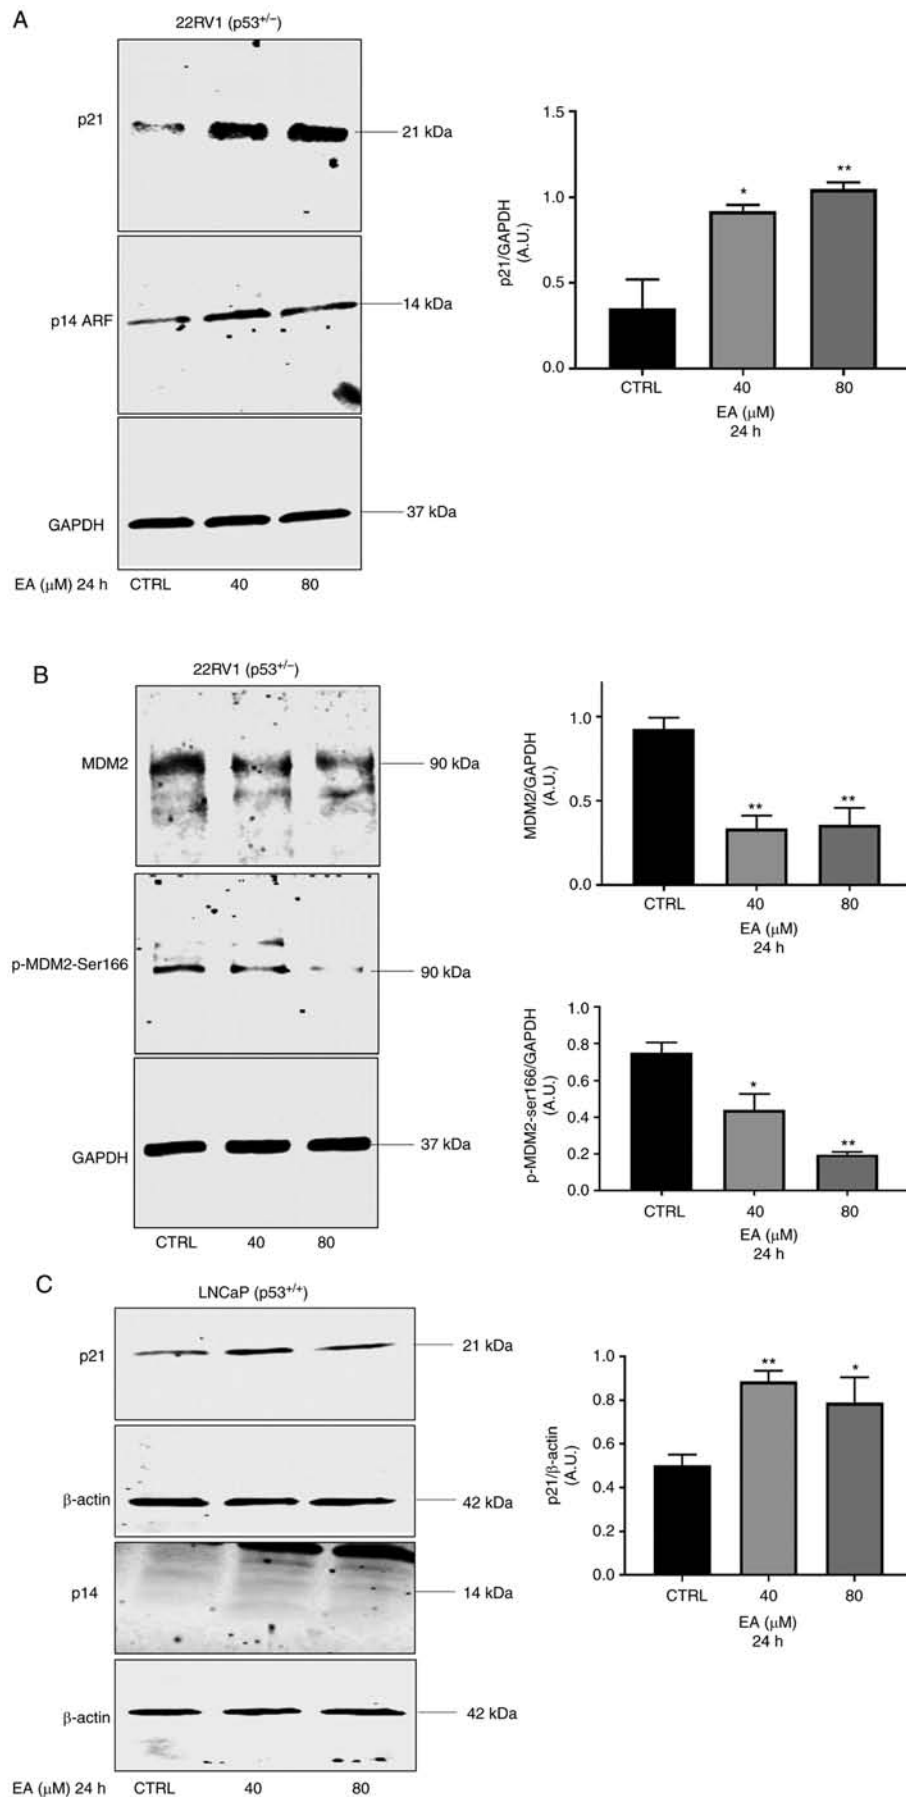 A
22RV1 (p53+/–)
p21
21 kDa
p14 ARF
14 kDa
GAPDH
37 kDa
EA (μM) 24 h CTRL 40 80
p21/GAPDH
(A.U.)
1.5
1.0
0.5
0.0
*
**
CTRL 40 80
EA (μM)
24 h
B
22RV1 (p53+/–)
MDM2
90 kDa
p-MDM2-Ser166
90 kDa
GAPDH
37 kDa
CTRL 40 80
MDM2/GAPDH
(A.U.)
1.0
0.5
0.0
**
**
CTRL 40 80
EA (μM)
24 h
p-MDM2-ser166/GAPDH
(A.U.)
1.0
0.8
0.6
0.4
0.2
0.0
*
**
CTRL 40 80
EA (μM)
24 h
C
LNCaP (p53+/+)
p21
21 kDa
β-actin
42 kDa
p14
14 kDa
β-actin
42 kDa
EA (μM) 24 h CTRL 40 80
p21/β-actin
(A.U.)
1.0
0.8
0.6
0.4
0.2
0.0
**
*
CTRL 40 80
EA (μM)
24 h